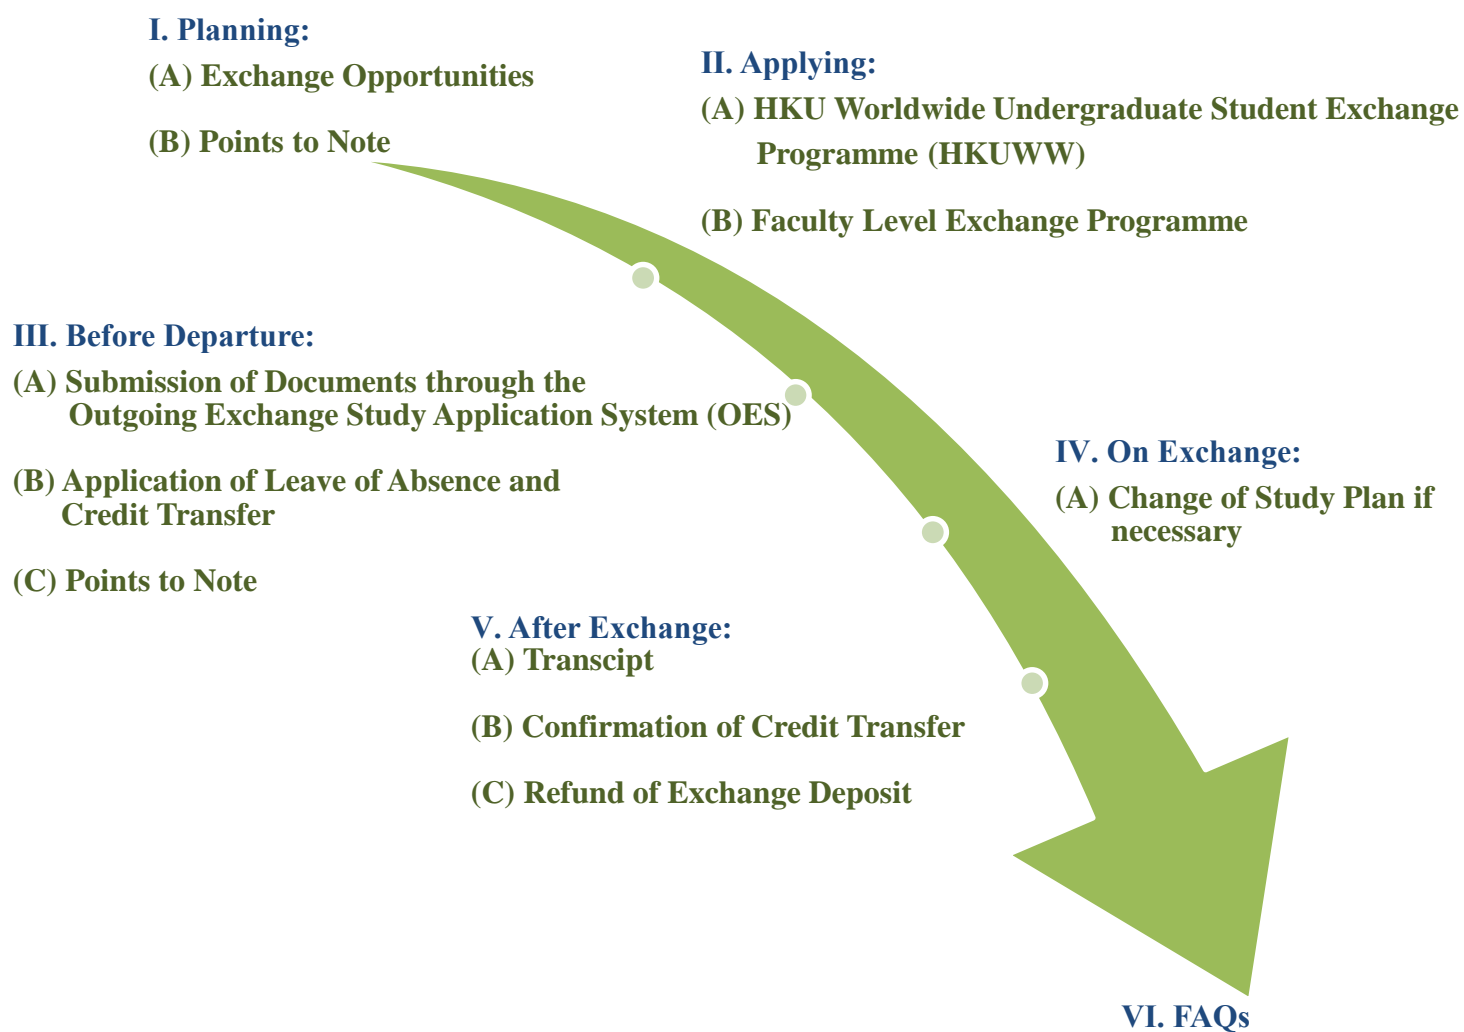 I. Planning:
(A) Exchange Opportunities
(B) Points to Note
II. Applying:
(A) HKU Worldwide Undergraduate Student Exchange
Programme (HKUWW)
(B) Faculty Level Exchange Programme
III. Before Departure:
(A) Submission of Documents through the
Outgoing Exchange Study Application System (OES)
(B) Application of Leave of Absence and
Credit Transfer
(C) Points to Note
IV. On Exchange:
(A) Change of Study Plan if
necessary
V. After Exchange:
(A) Transcipt
(B) Confirmation of Credit Transfer
(C) Refund of Exchange Deposit
VI. FAQs